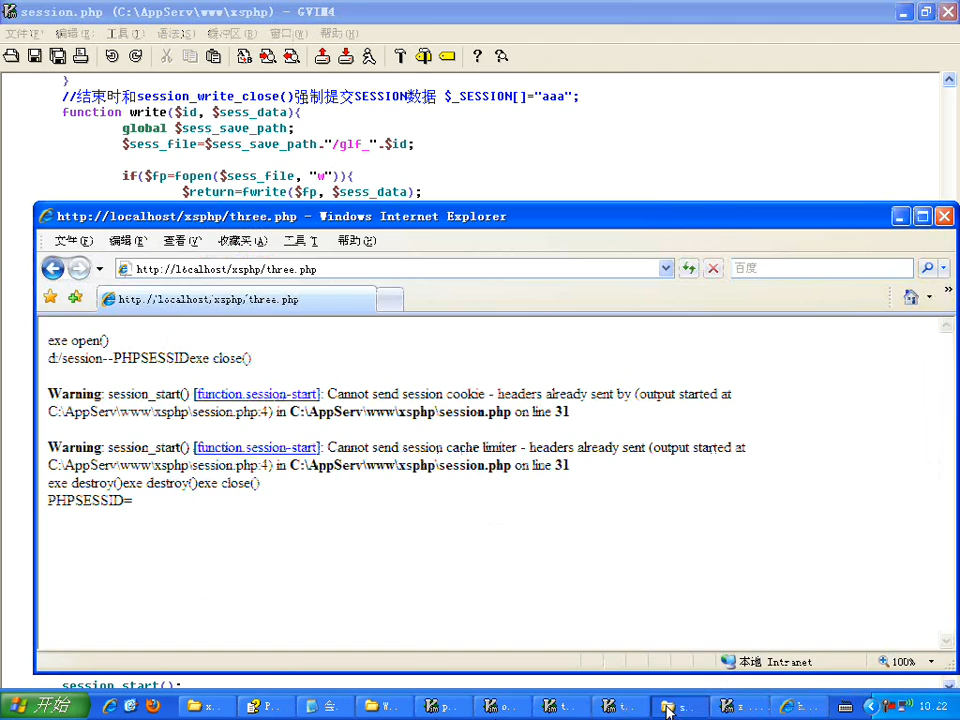 session.php (C:\AppServ\www\xsphp) - GVIM4
文件(F) 编辑(E) 工具(T) 语法(S) 缓冲区(B) 窗口(W) 帮助(H)
}
//结束时和session_write_close()强制提交SESSION数据 $_SESSION[]="aaa";
function write($id, $sess_data){
global $sess_save_path;
$sess_file=$sess_save_path."/glf_".$id;
if($fp=fopen($sess_file, "w")){
$return=fwrite($fp, $sess_data);
http://localhost/xsphp/three.php - Windows Internet Explorer
文件(F) 编辑(E) 查看(V) 收藏夹(A) 工具(T) 帮助(H)
http://localhost/xsphp/three.php 百度
http://localhost/xsphp/three.php
exe open()
d:/session--PHPSESSIDexe close()
Warning: session_start() [function.session-start]: Cannot send session cookie - headers already sent by (output started at
C:\AppServ\www\xsphp\session.php:4) in C:\AppServ\www\xsphp\session.php on line 31
Warning: session_start() [function.session-start]: Cannot send session cache limiter - headers already sent (output started at
C:\AppServ\www\xsphp\session.php:4) in C:\AppServ\www\xsphp\session.php on line 31
exe destroy()exe destroy()exe close()
PHPSESSID=
本地 Intranet 100%
session_start();
开始 x... P... 会... W... p... o... t... t... s... 10:22